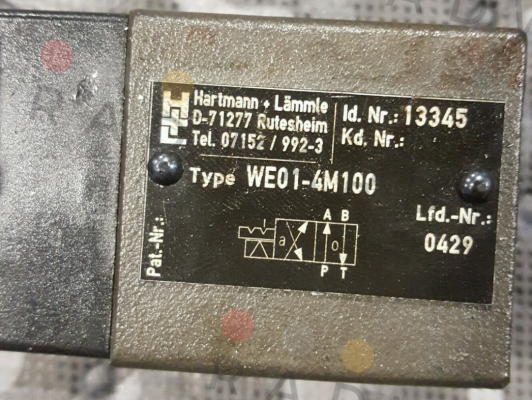 Hartmann + Lämmle
D-71277 Rutesheim
Tel. 07152 / 992-3
Id. Nr.: 13345
Kd. Nr.:
Type WE01-4M100
Pat.-Nr.:
a
A B
o
P T
Lfd.-Nr.:
0429